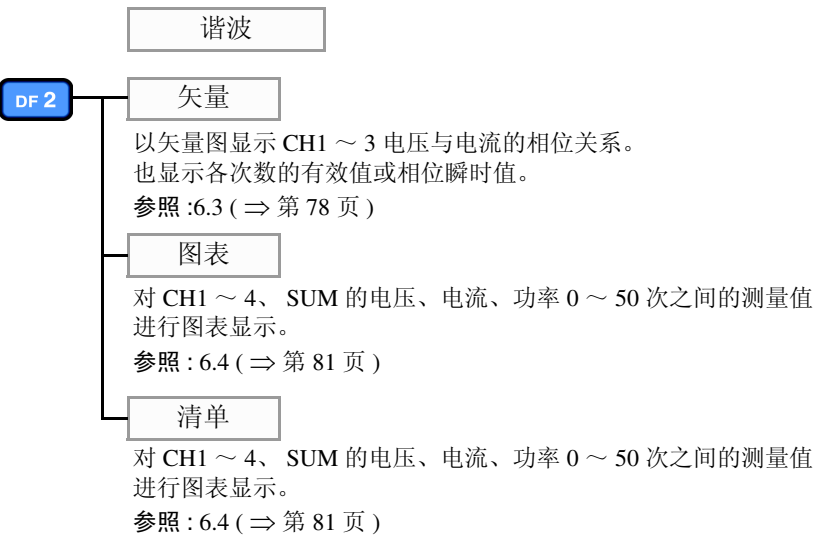 谐波
DF 2
矢量
以矢量图显示 CH1 ～ 3 电压与电流的相位关系。
也显示各次数的有效值或相位瞬时值。
参照 :6.3 ( ⇒ 第 78 页 )
图表
对 CH1 ～ 4、 SUM 的电压、电流、功率 0 ～ 50 次之间的测量值
进行图表显示。
参照 : 6.4 ( ⇒ 第 81 页 )
清单
对 CH1 ～ 4、 SUM 的电压、电流、功率 0 ～ 50 次之间的测量值
进行图表显示。
参照 : 6.4 ( ⇒ 第 81 页 )